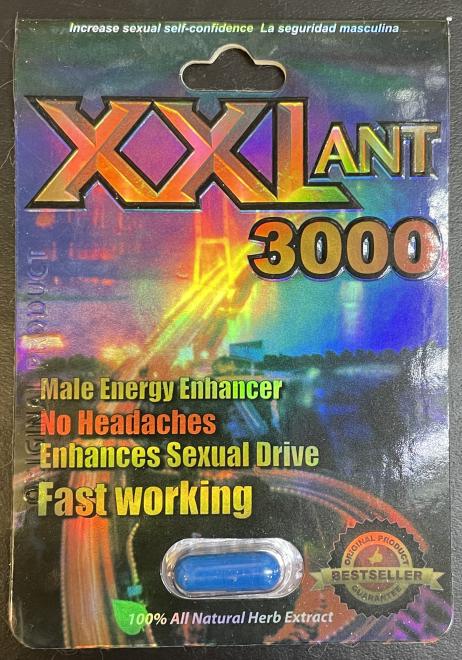 Increase sexual self-confidence La seguridad masculina
XXLANT
3000
ORIGINAL PRODUCT
Male Energy Enhancer
No Headaches
Enhances Sexual Drive
Fast working
ORIGINAL PRODUCT
BESTSELLER
GUARANTEE
100% All Natural Herb Extract